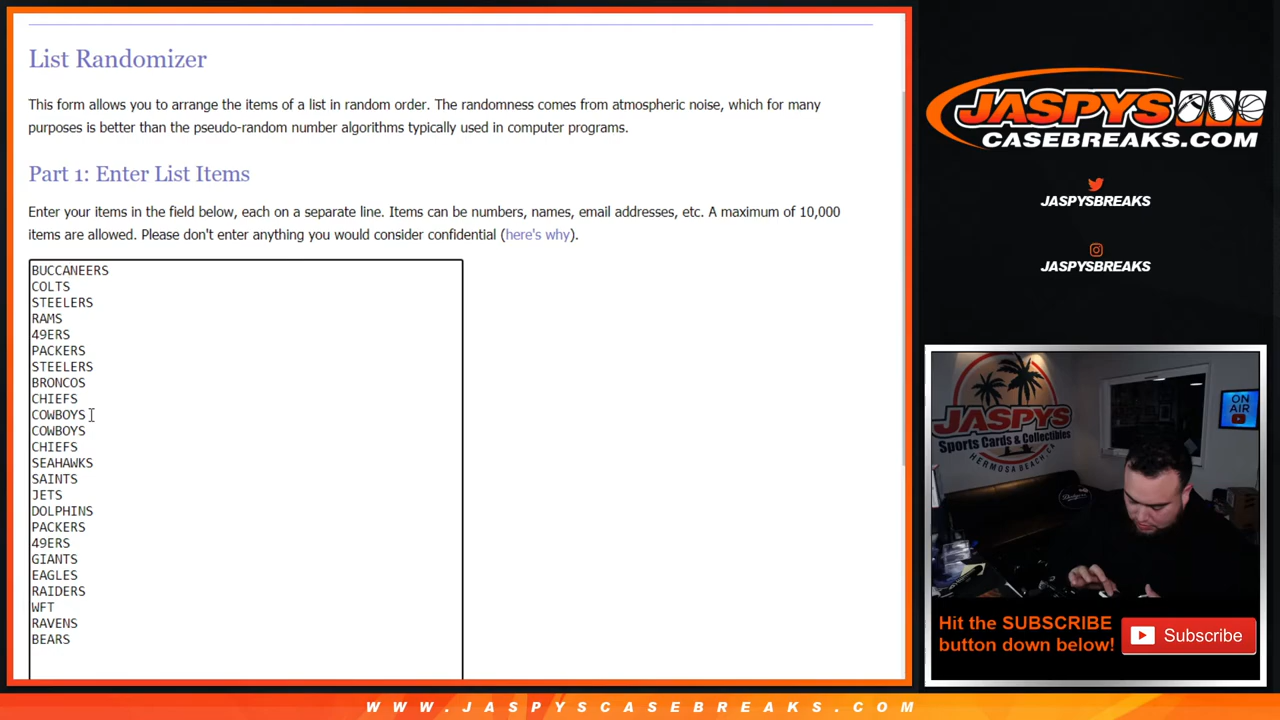 List Randomizer
This form allows you to arrange the items of a list in random order. The randomness comes from atmospheric noise, which for many
purposes is better than the pseudo-random number algorithms typically used in computer programs.
Part 1: Enter List Items
Enter your items in the field below, each on a separate line. Items can be numbers, names, email addresses, etc. A maximum of 10,000
items are allowed. Please don't enter anything you would consider confidential (here's why).
BUCCANEERS
COLTS
STEELERS
RAMS
49ERS
PACKERS
STEELERS
BRONCOS
CHIEFS
COWBOYS
COWBOYS
CHIEFS
SEAHAWKS
SAINTS
JETS
DOLPHINS
PACKERS
49ERS
GIANTS
EAGLES
RAIDERS
WFT
RAVENS
BEARS
JASPYS
CASEBREAKS.COM
JASPYSBREAKS
JASPYSBREAKS
JASPYS
Sports Cards & Collectibles
HERMOSA BEACH, CA
ON
AIR
Hit the SUBSCRIBE
button down below!
Subscribe
WWW.JASPYSCASEBREAKS.COM